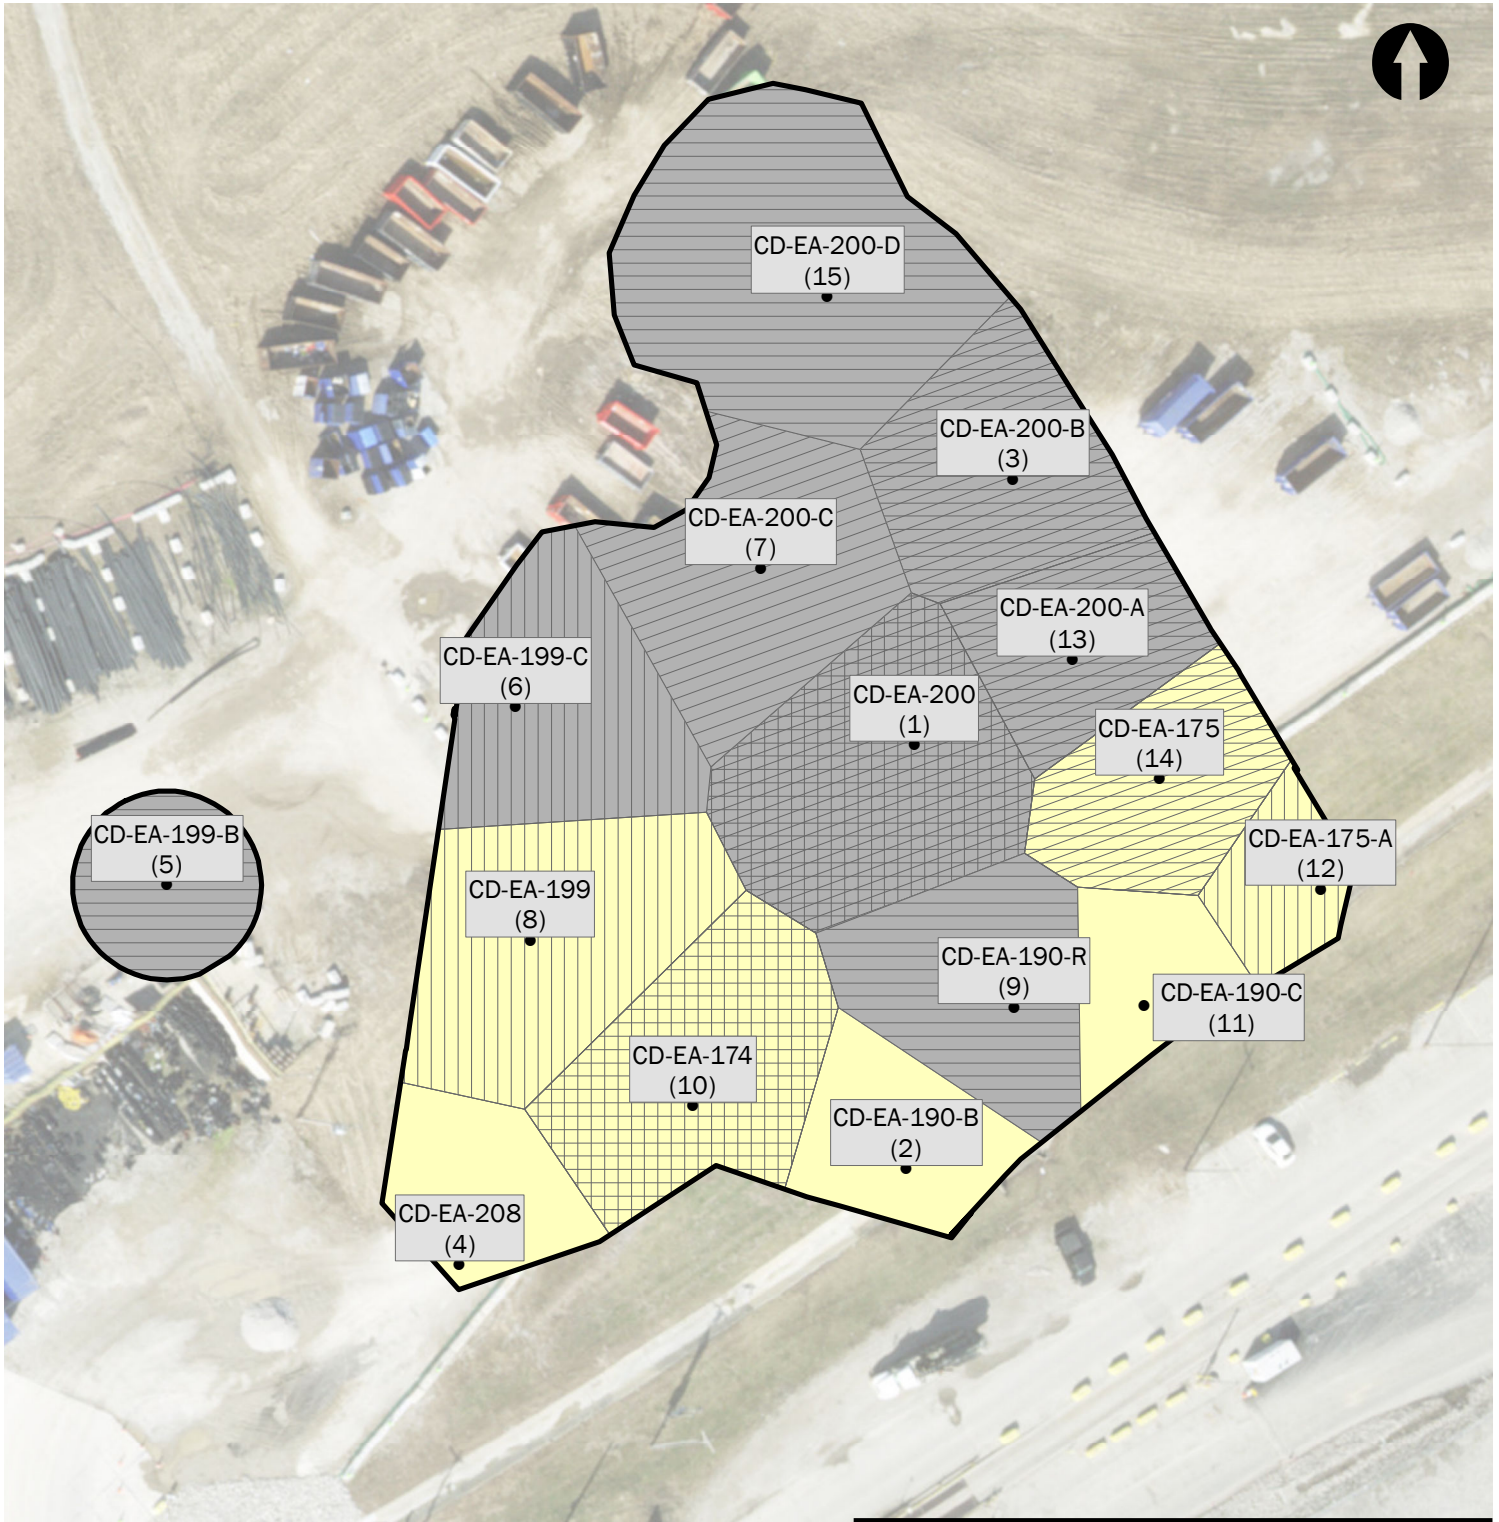 CD-EA-200-D
(15)
CD-EA-200-B
(3)
CD-EA-200-C
(7)
CD-EA-200-A
(13)
CD-EA-199-C
(6)
CD-EA-200
(1)
CD-EA-175
(14)
CD-EA-199-B
(5)
CD-EA-175-A
(12)
CD-EA-199
(8)
CD-EA-190-R
(9)
CD-EA-190-C
(11)
CD-EA-174
(10)
CD-EA-190-B
(2)
CD-EA-208
(4)